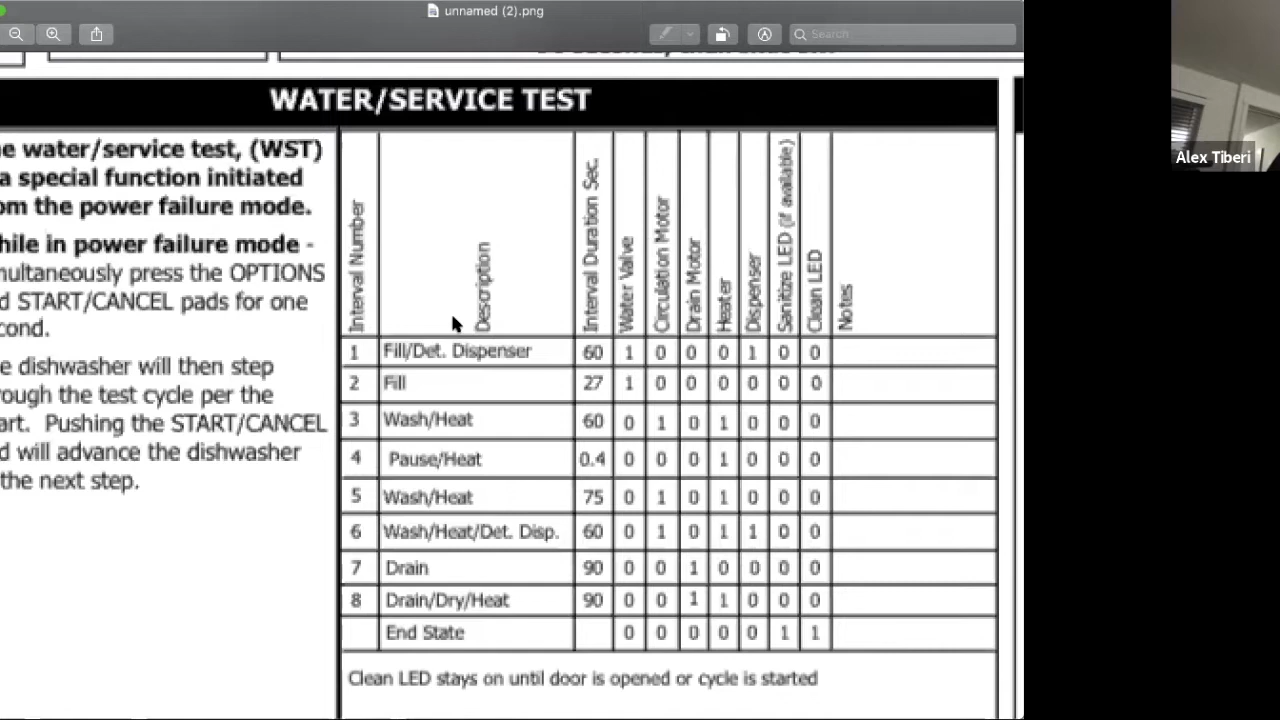 unnamed (2).png
Search
WATER/SERVICE TEST
e water/service test, (WST)
a special function initiated
om the power failure mode.
hile in power failure mode -
multaneously press the OPTIONS
d START/CANCEL pads for one
cond.
e dishwasher will then step
rough the test cycle per the
art. Pushing the START/CANCEL
d will advance the dishwasher
the next step.
Interval Number Description Interval Duration Sec. Water Valve Circulation Motor Drain Motor Heater Dispenser Sanitize LED (if available) Clean LED Notes
1 Fill/Det. Dispenser 60 1 0 0 0 1 0 0
2 Fill 27 1 0 0 0 0 0 0
3 Wash/Heat 60 0 1 0 1 0 0 0
4 Pause/Heat 0.4 0 0 0 1 0 0 0
5 Wash/Heat 75 0 1 0 1 0 0 0
6 Wash/Heat/Det. Disp. 60 0 1 0 1 1 0 0
7 Drain 90 0 0 1 0 0 0 0
8 Drain/Dry/Heat 90 0 0 1 1 0 0 0
End State 0 0 0 0 0 1 1
Clean LED stays on until door is opened or cycle is started
Alex Tiberi